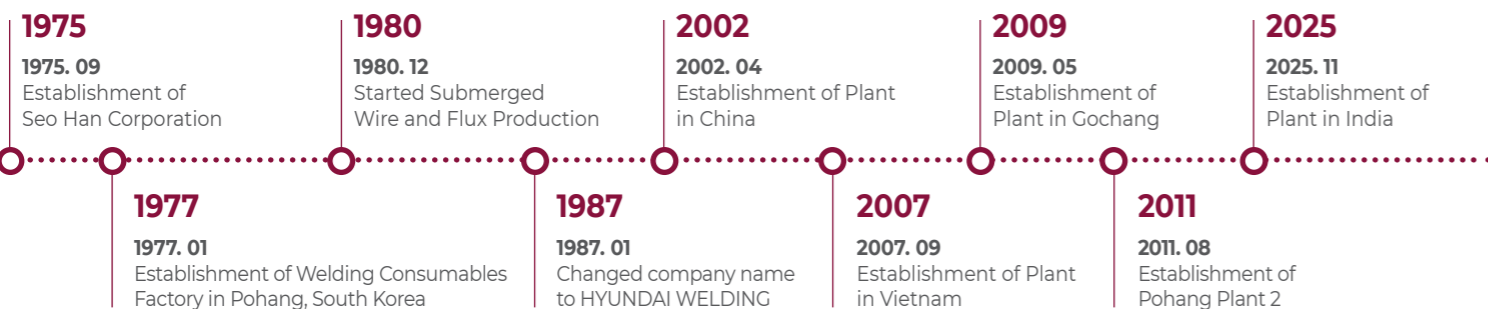 1975
1975. 09
Establishment of
Seo Han Corporation
1977
1977. 01
Establishment of Welding Consumables
Factory in Pohang, South Korea
1980
1980. 12
Started Submerged
Wire and Flux Production
1987
1987. 01
Changed company name
to HYUNDAI WELDING
2002
2002. 04
Establishment of Plant
in China
2007
2007. 09
Establishment of Plant
in Vietnam
2009
2009. 05
Establishment of
Plant in Gochang
2011
2011. 08
Establishment of
Pohang Plant 2
2025
2025. 11
Establishment of
Plant in India